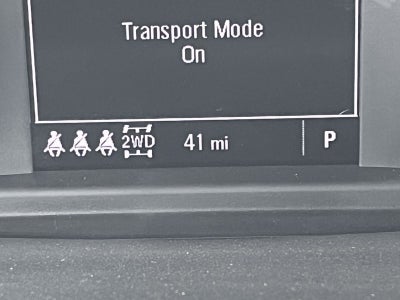 Transport Mode
On
2WD 41 mi P